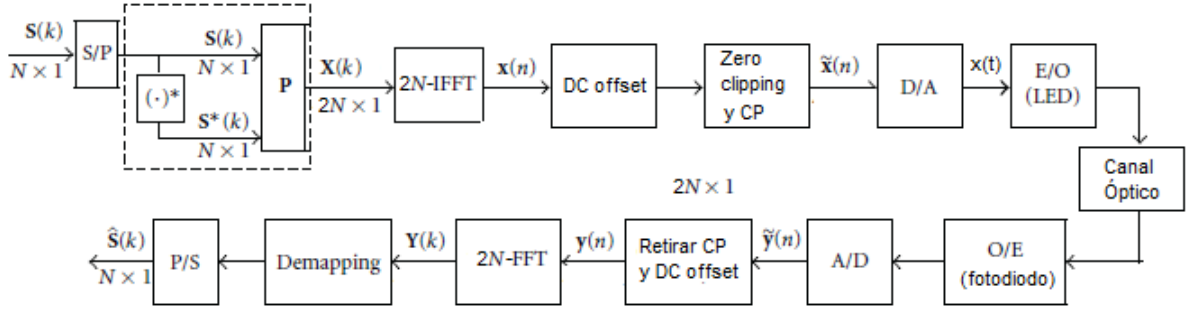 S(k)
N × 1
S/P
S(k)
N × 1
(·)*
S*(k)
N × 1
P
X(k)
2N × 1
2N-IFFT
x(n)
DC offset
Zero
clipping
y CP
x̃(n)
D/A
x(t)
E/O
(LED)
Canal
Óptico
2N × 1
Ŝ(k)
N × 1
P/S
Demapping
Y(k)
2N-FFT
y(n)
Retirar CP
y DC offset
ỹ(n)
A/D
O/E
(fotodiodo)